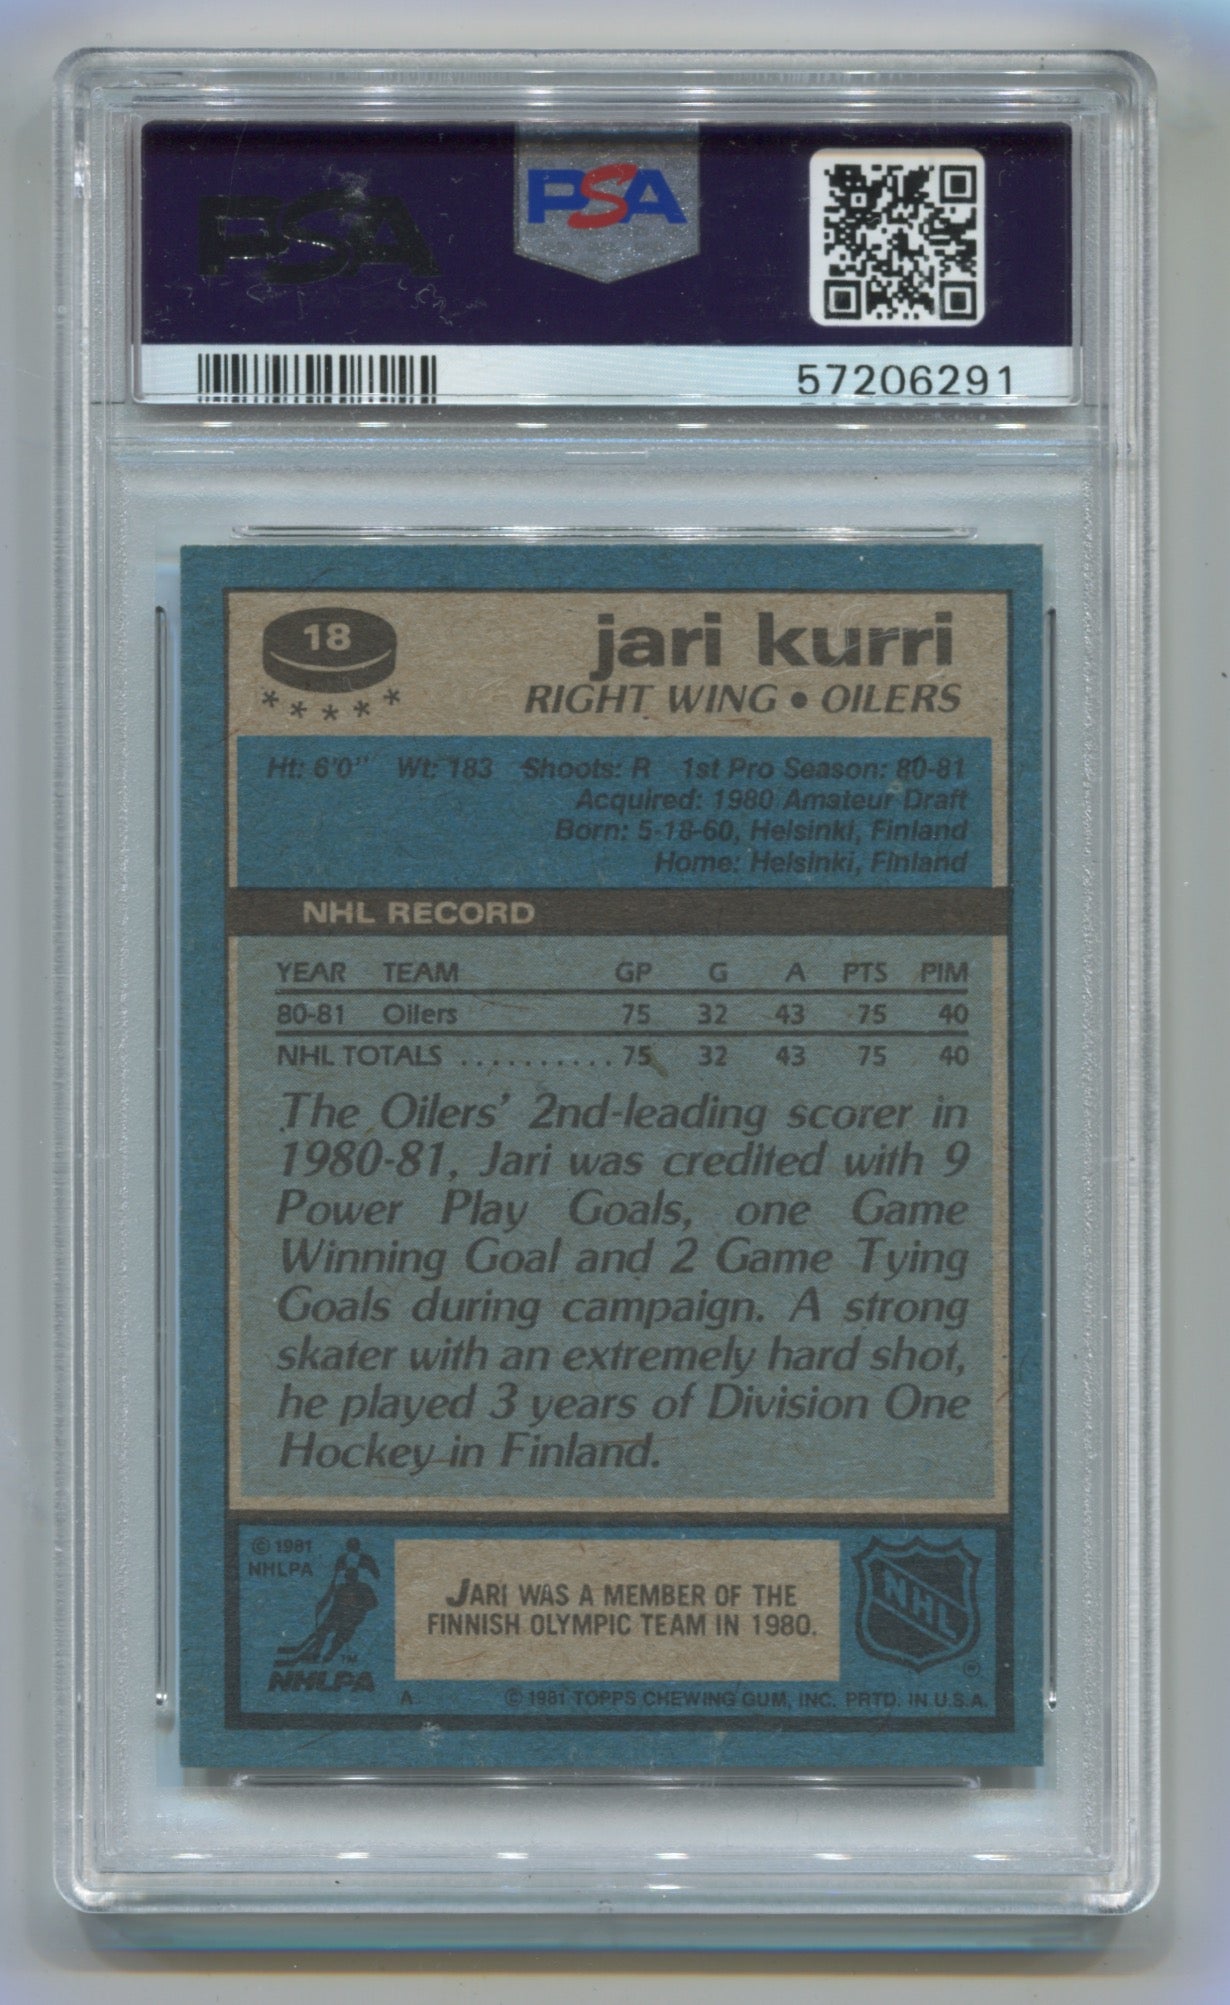 PSA
PSA
57206291
18
jari kurri
RIGHT WING • OILERS
* * * * *
Ht: 6'0" Wt: 183 Shoots: R 1st Pro Season: 80-81
Acquired: 1980 Amateur Draft
Born: 5-18-60, Helsinki, Finland
Home: Helsinki, Finland
NHL RECORD
YEAR TEAM GP G A PTS PIM
80-81 Oilers 75 32 43 75 40
NHL TOTALS .......... 75 32 43 75 40
The Oilers' 2nd-leading scorer in
1980-81, Jari was credited with 9
Power Play Goals, one Game
Winning Goal and 2 Game Tying
Goals during campaign. A strong
skater with an extremely hard shot,
he played 3 years of Division One
Hockey in Finland.
© 1981
NHLPA
TM
NHLPA
JARI WAS A MEMBER OF THE
FINNISH OLYMPIC TEAM IN 1980.
NHL
®
A.
© 1981 TOPPS CHEWING GUM, INC. PRTD. IN U.S.A.